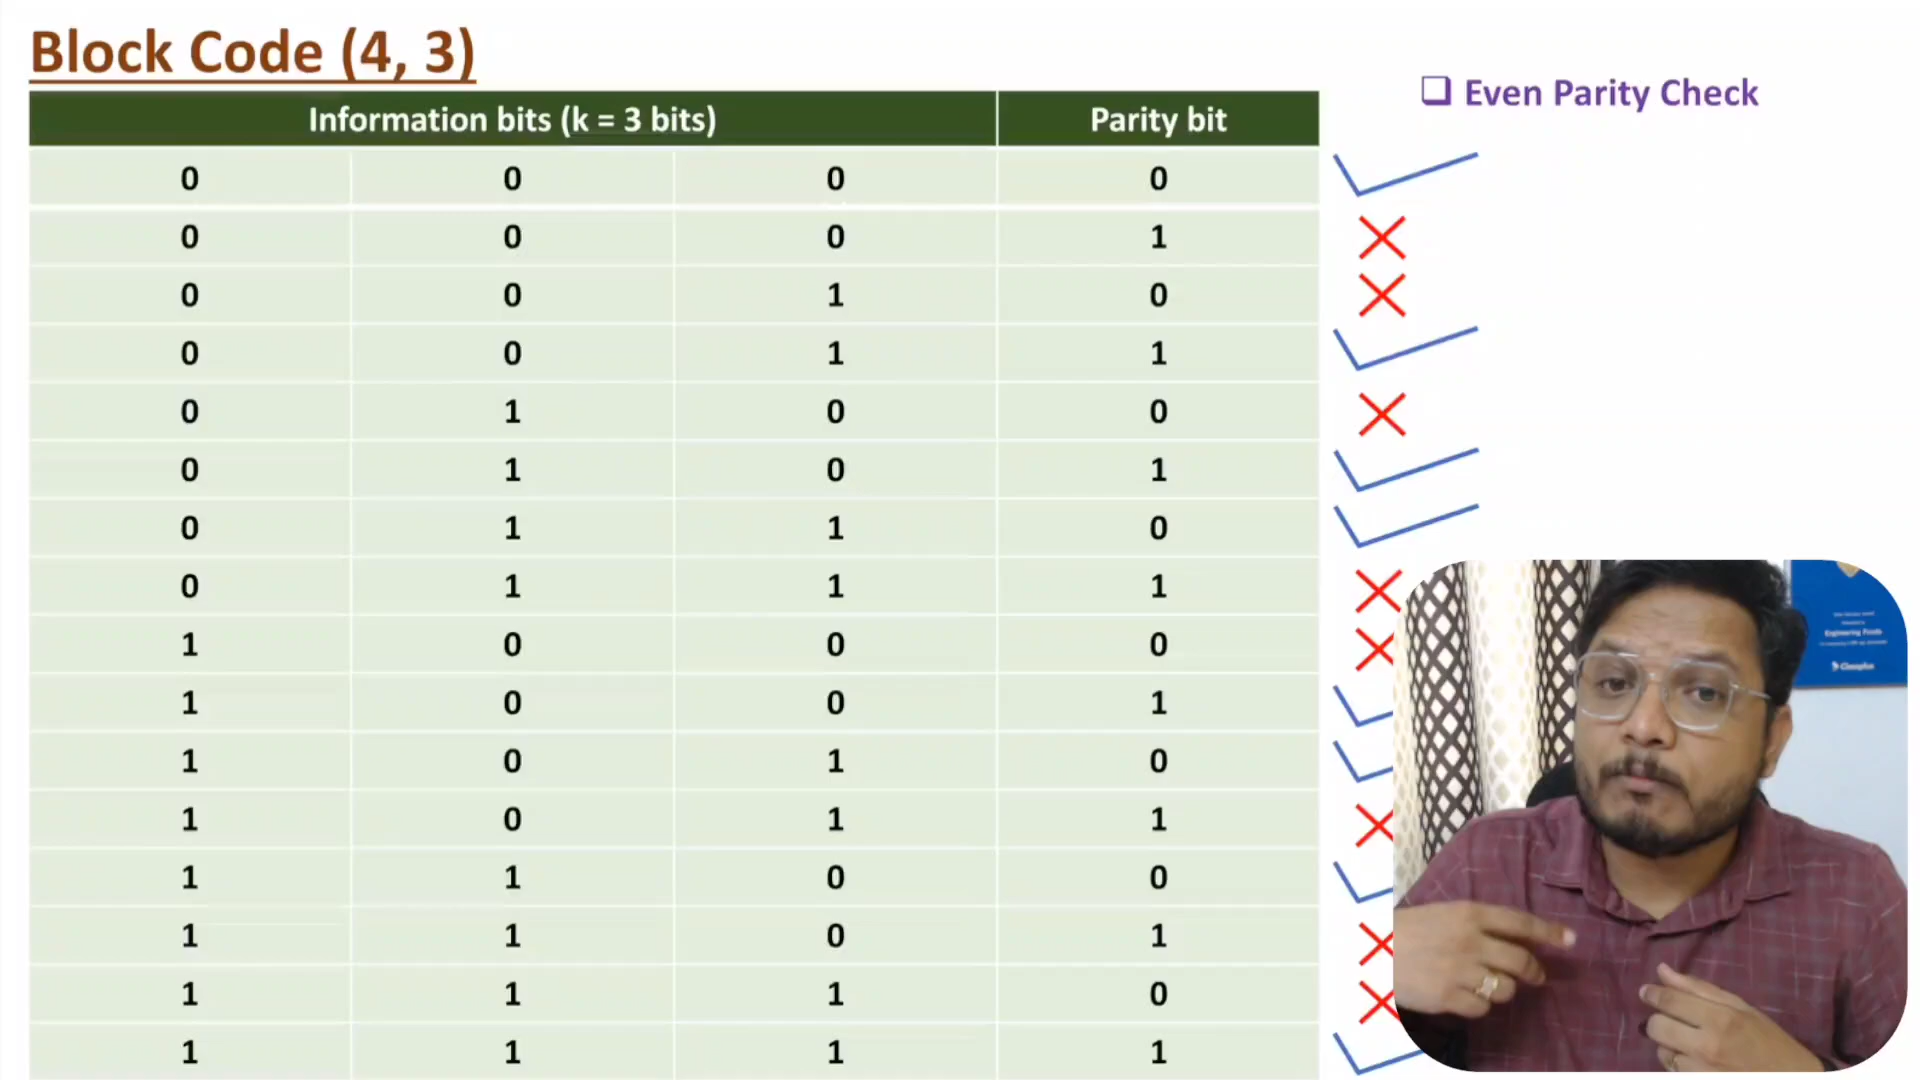 Block Code (4, 3)
Even Parity Check
Information bits (k = 3 bits) Parity bit
0 0 0 0
0 0 0 1
0 0 1 0
0 0 1 1
0 1 0 0
0 1 0 1
0 1 1 0
0 1 1 1
1 0 0 0
1 0 0 1
1 0 1 0
1 0 1 1
1 1 0 0
1 1 0 1
1 1 1 0
1 1 1 1
Engineering Funda
Classplus